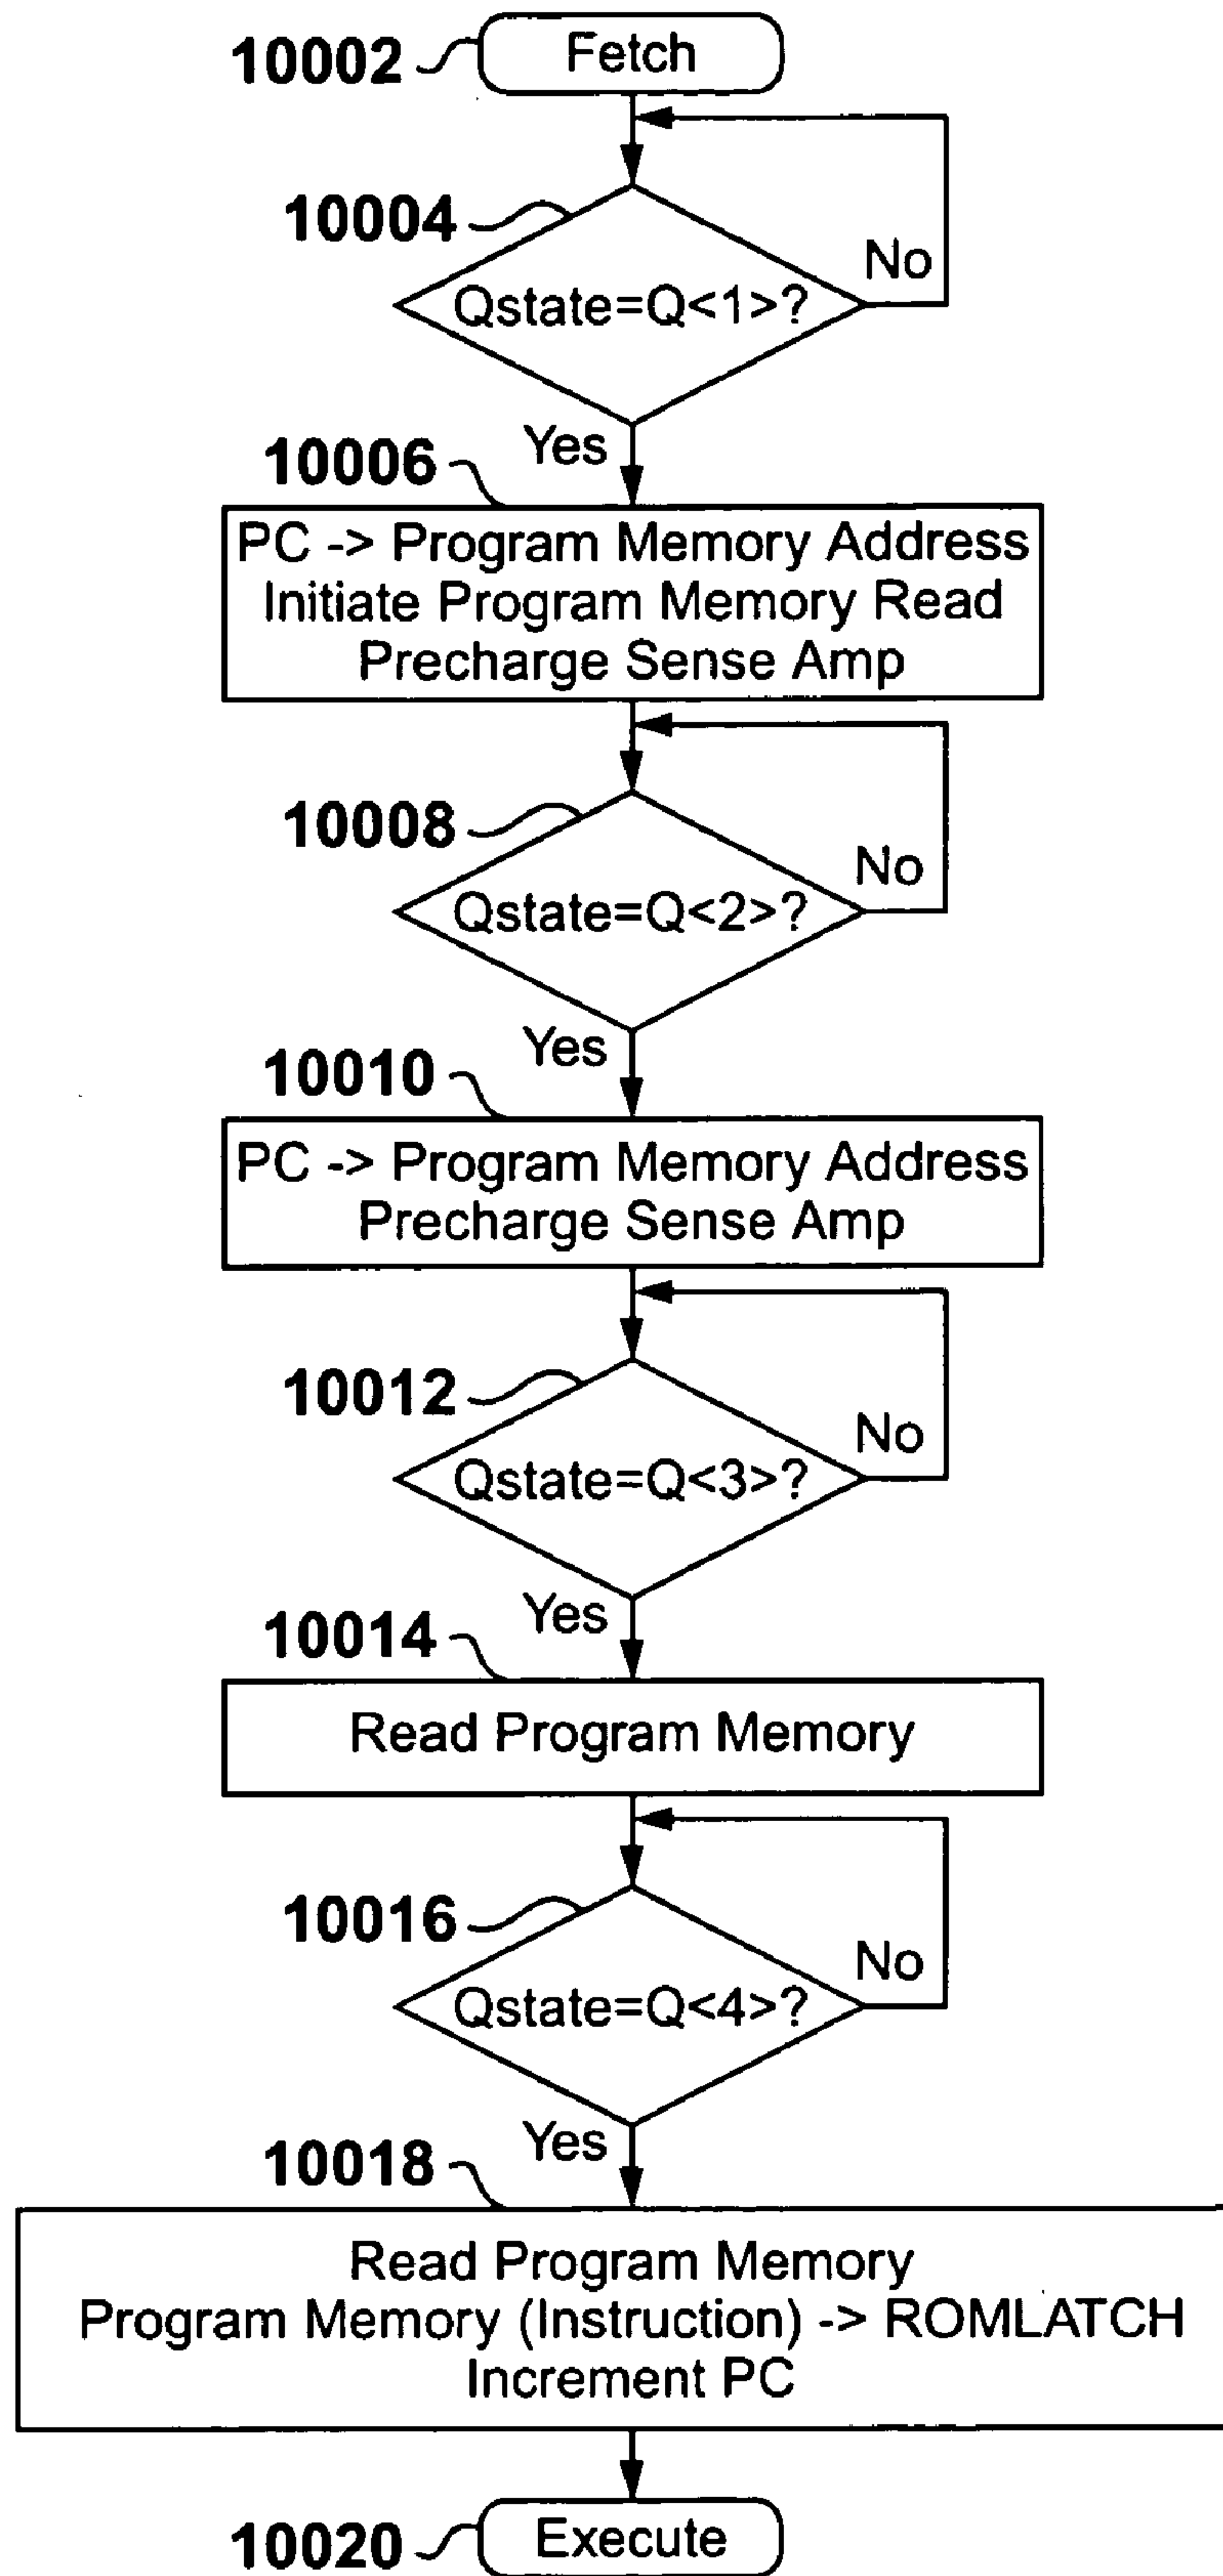 10002
Fetch
10004
No
Qstate=Q<1>?
Yes
10006
PC -> Program Memory Address
Initiate Program Memory Read
Precharge Sense Amp
10008
No
Qstate=Q<2>?
Yes
10010
PC -> Program Memory Address
Precharge Sense Amp
10012
No
Qstate=Q<3>?
Yes
10014
Read Program Memory
10016
No
Qstate=Q<4>?
Yes
10018
Read Program Memory
Program Memory (Instruction) -> ROMLATCH
Increment PC
10020
Execute